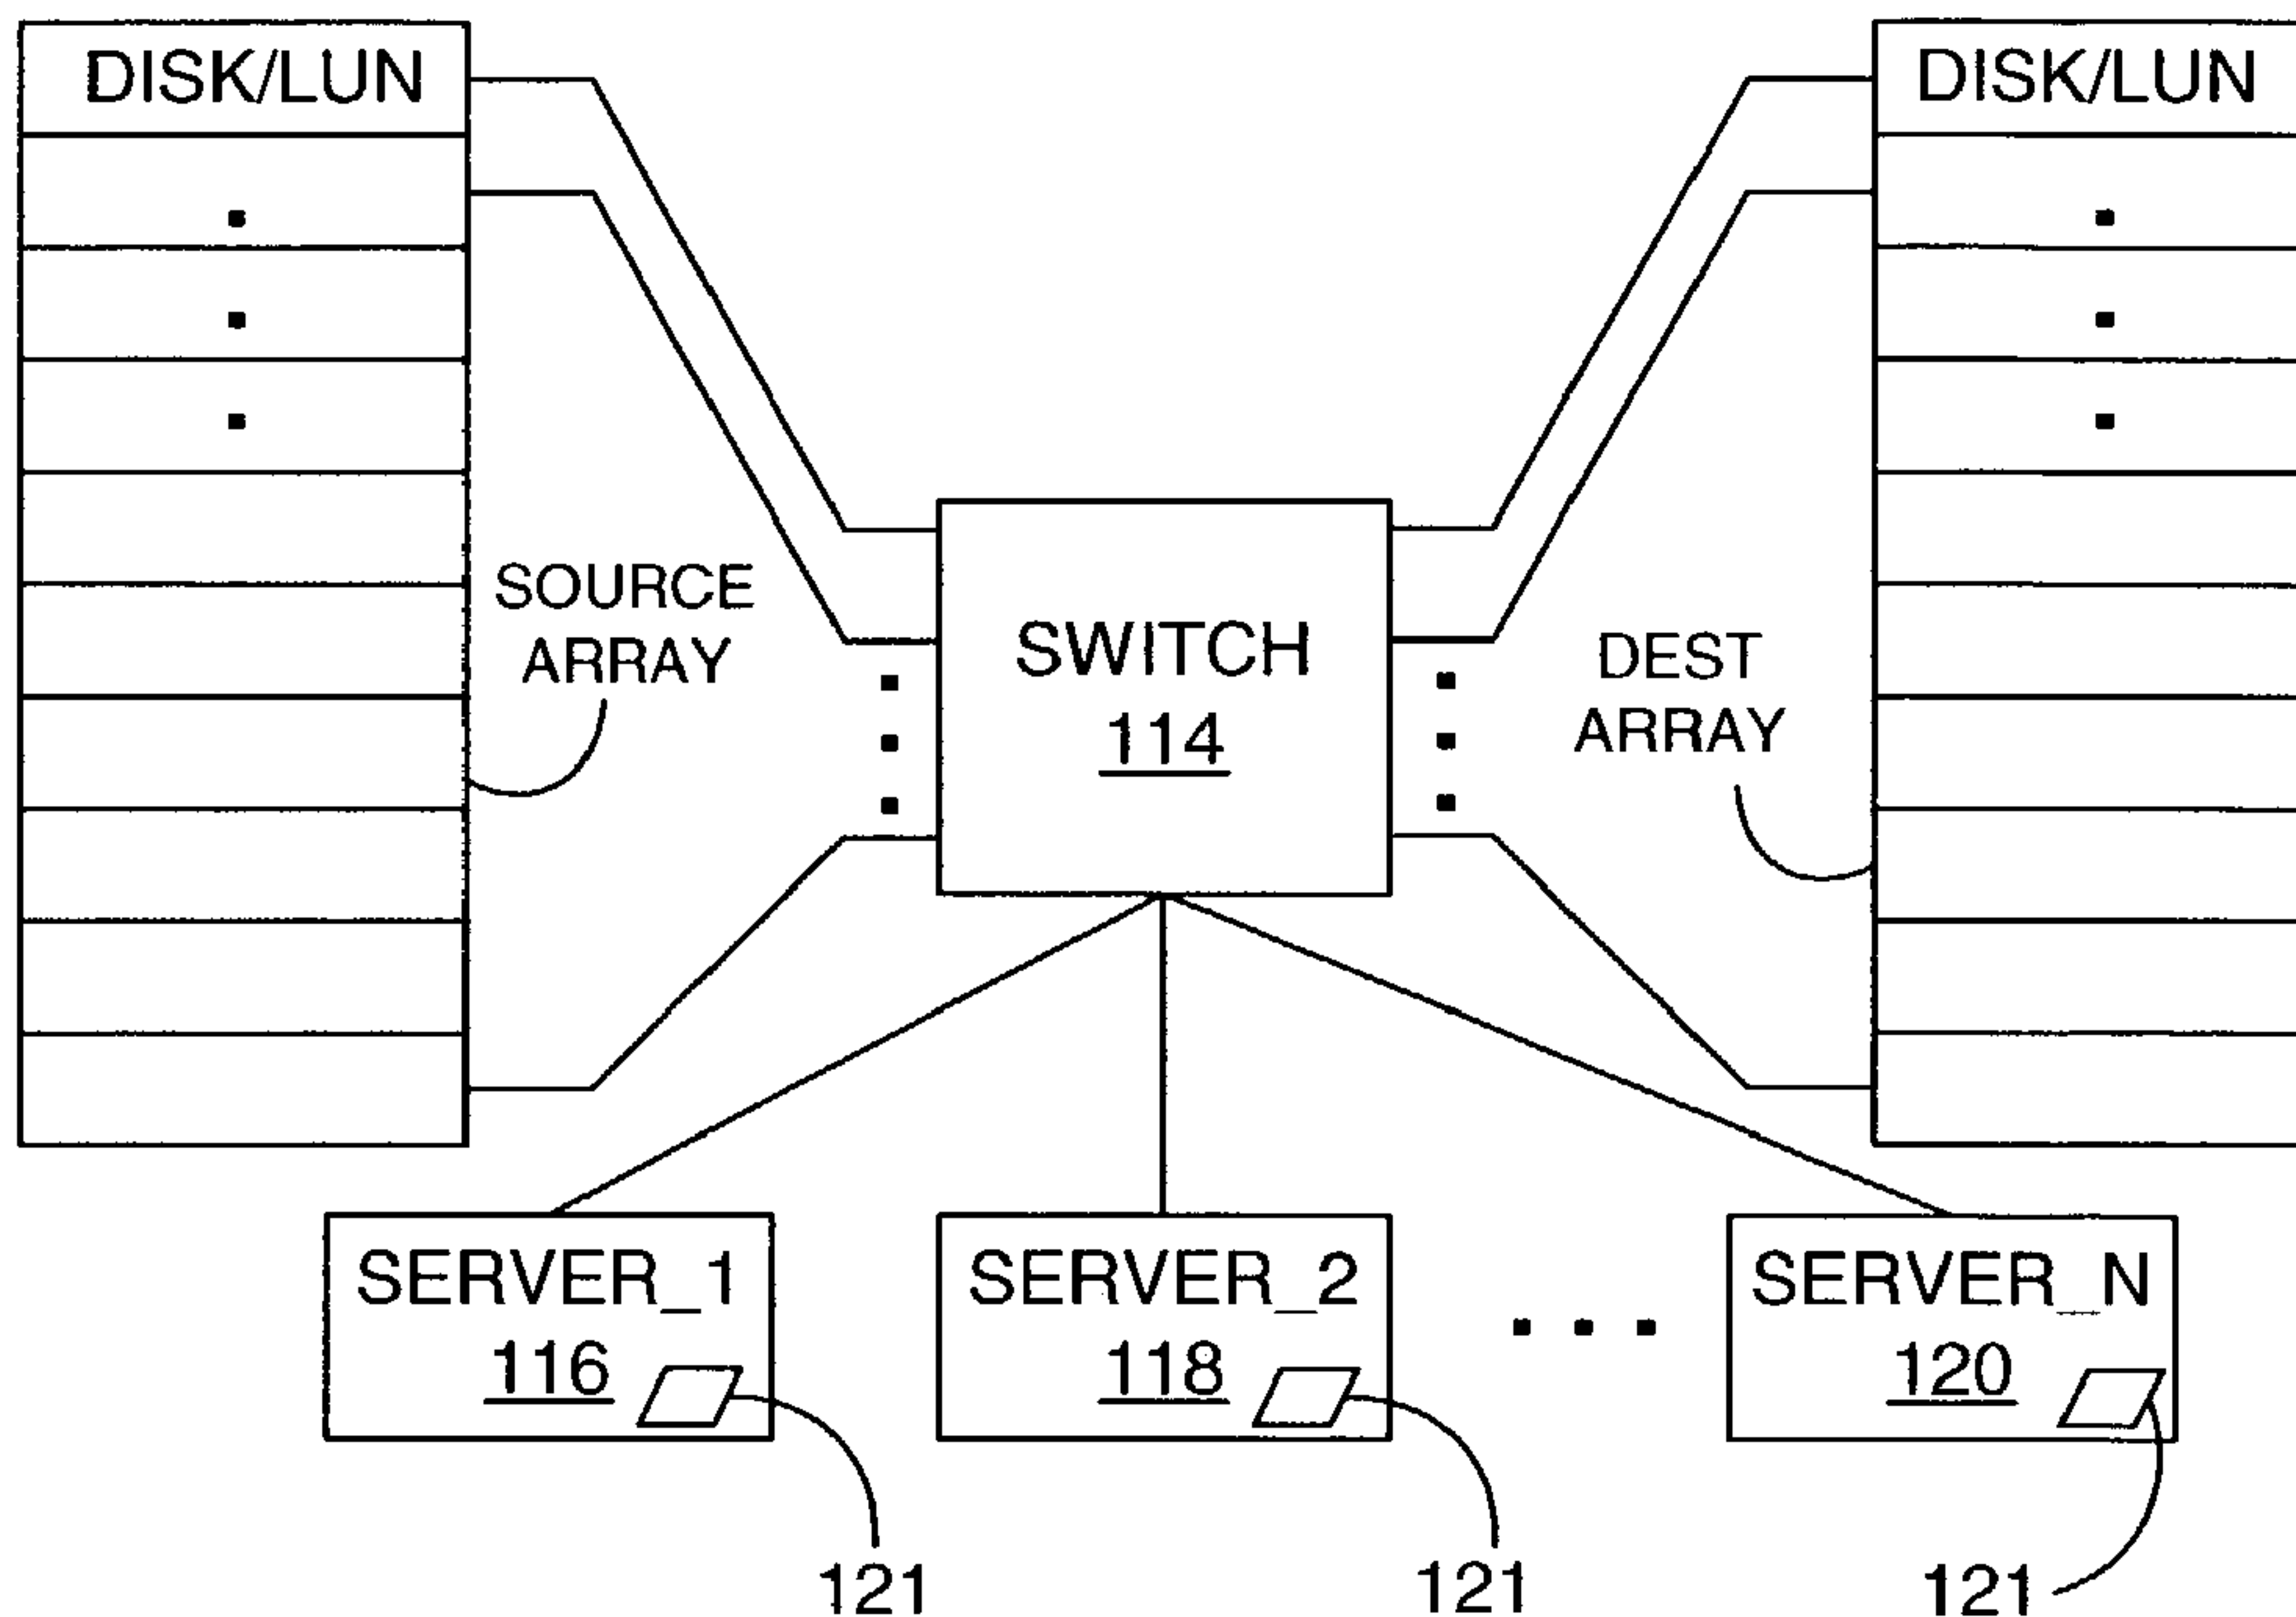 DISK/LUN
DISK/LUN
SOURCE
ARRAY
SWITCH
114
DEST
ARRAY
SERVER_1
116
SERVER_2
118
SERVER_N
120
121
121
121